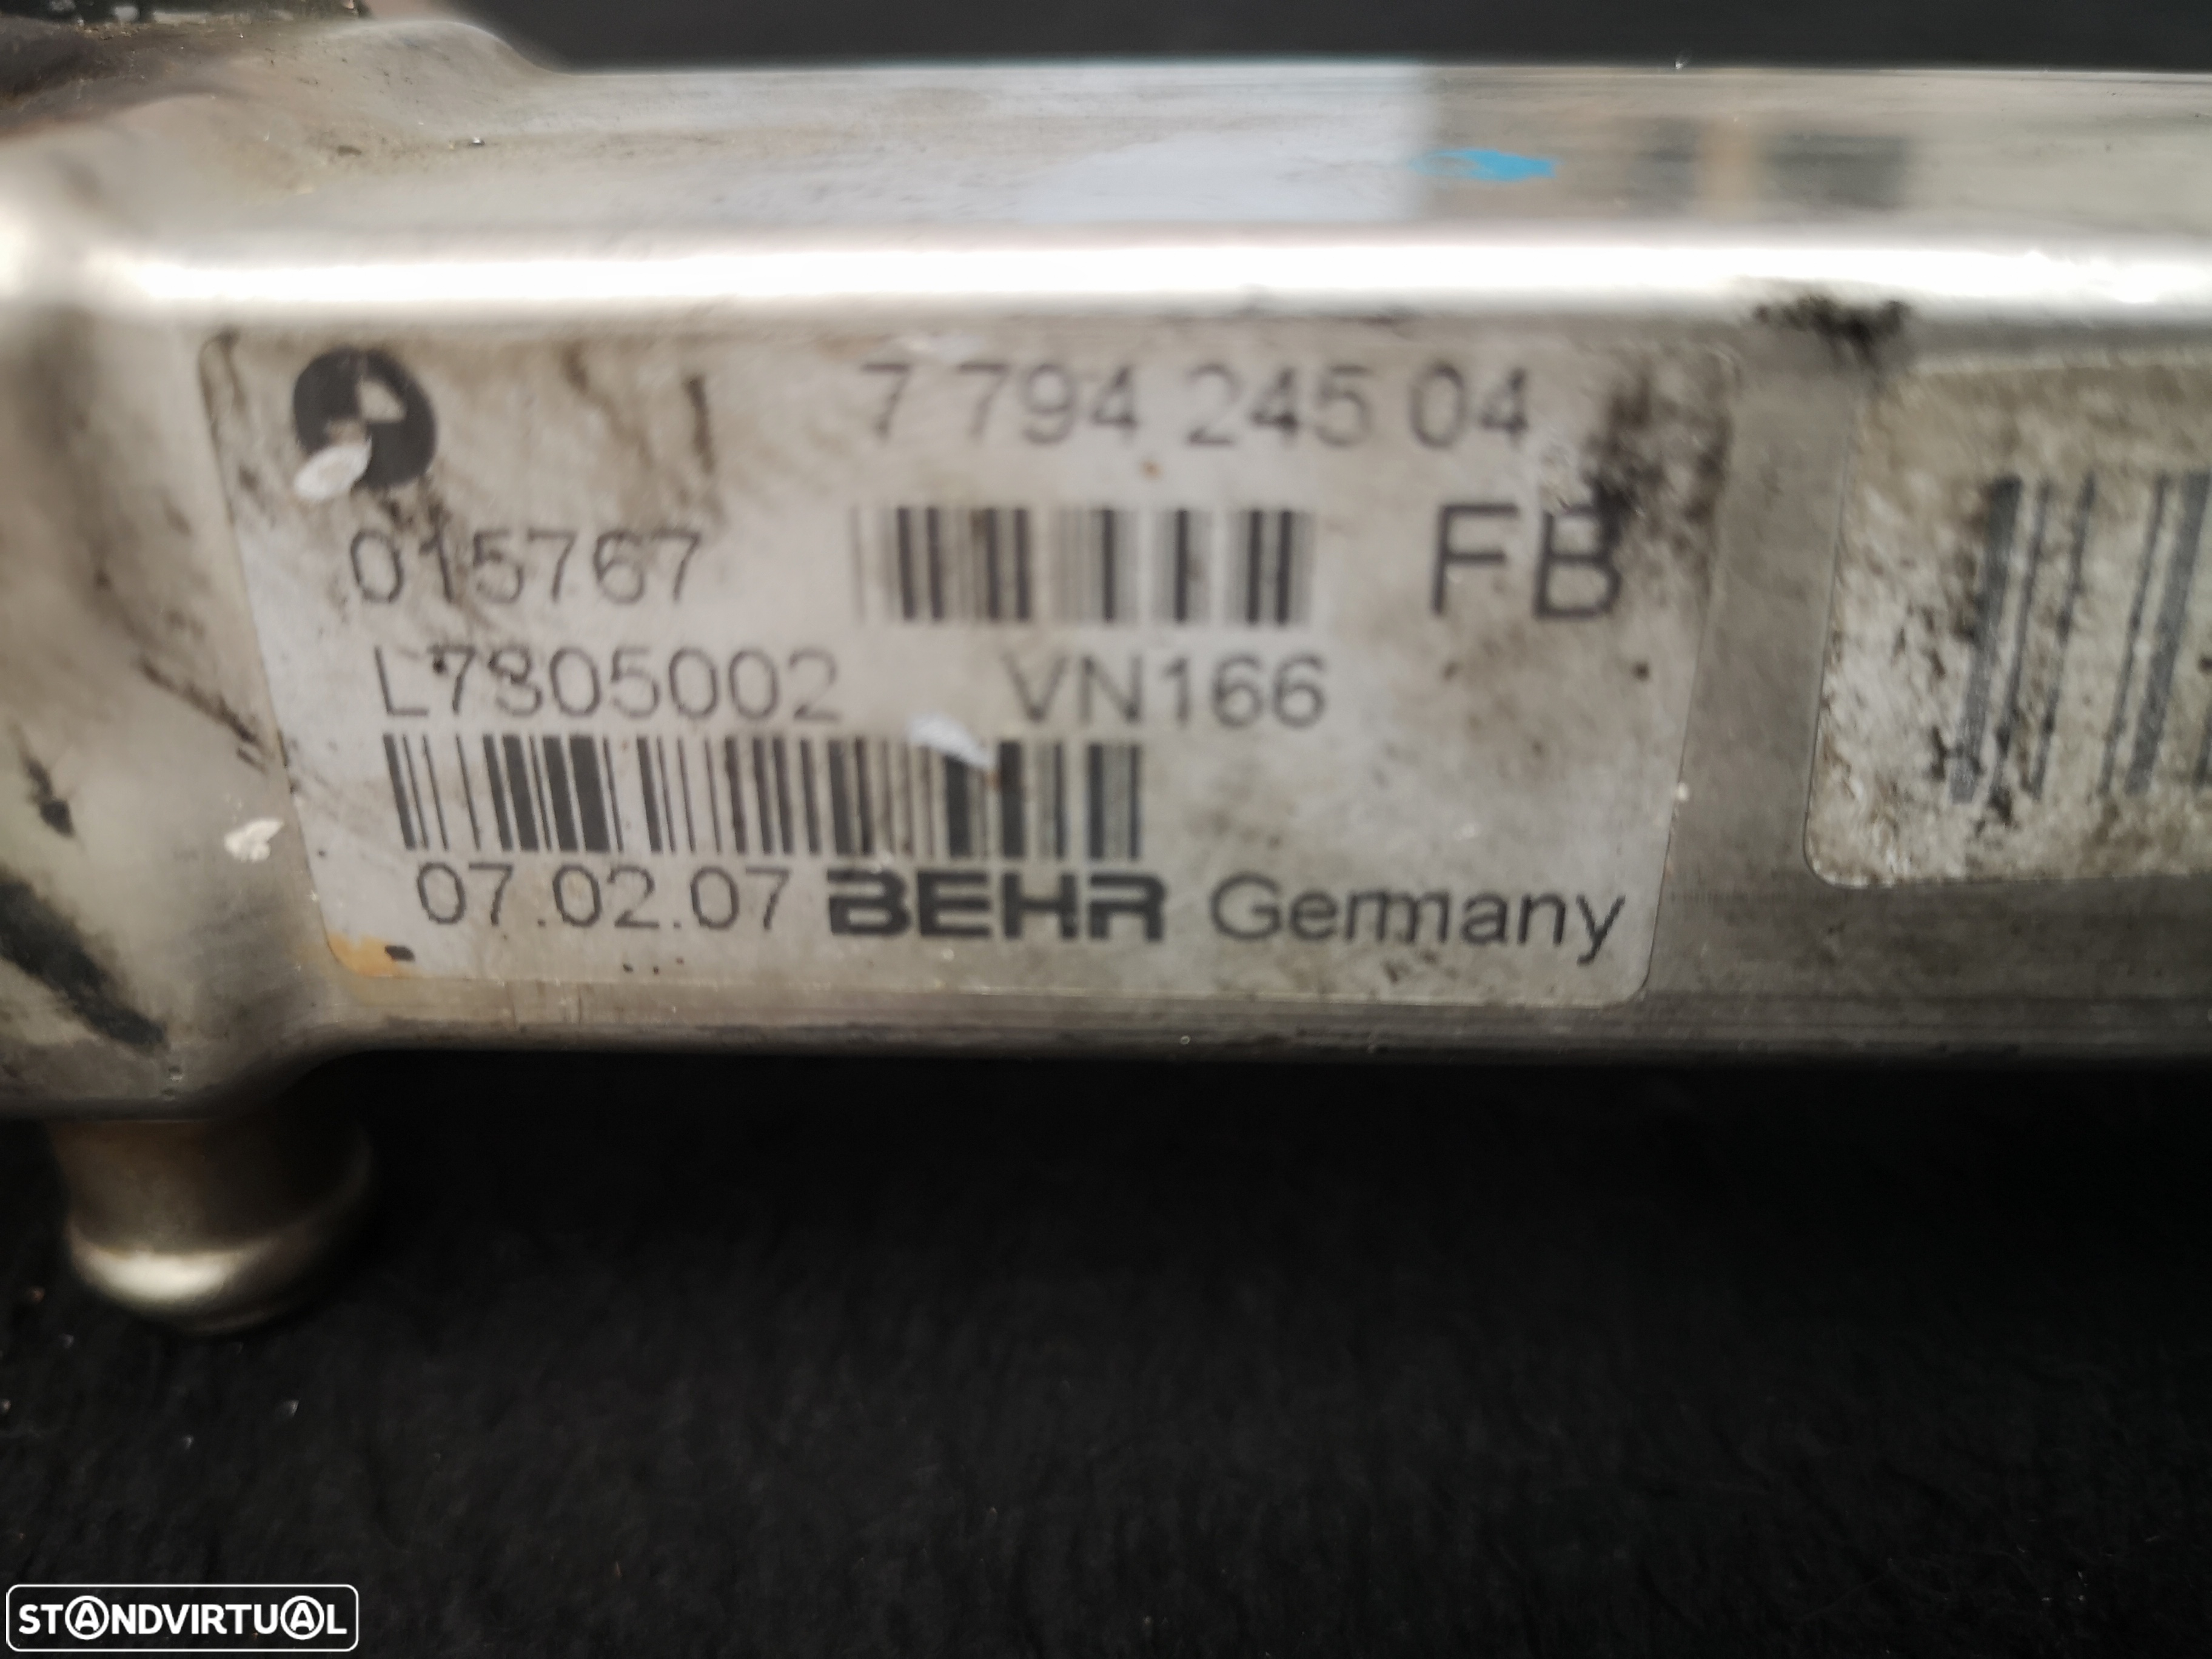 7 794 245 04
015767 FB
L7805002 VN166
07.02.07 BEHR Germany
STANDVIRTUAL